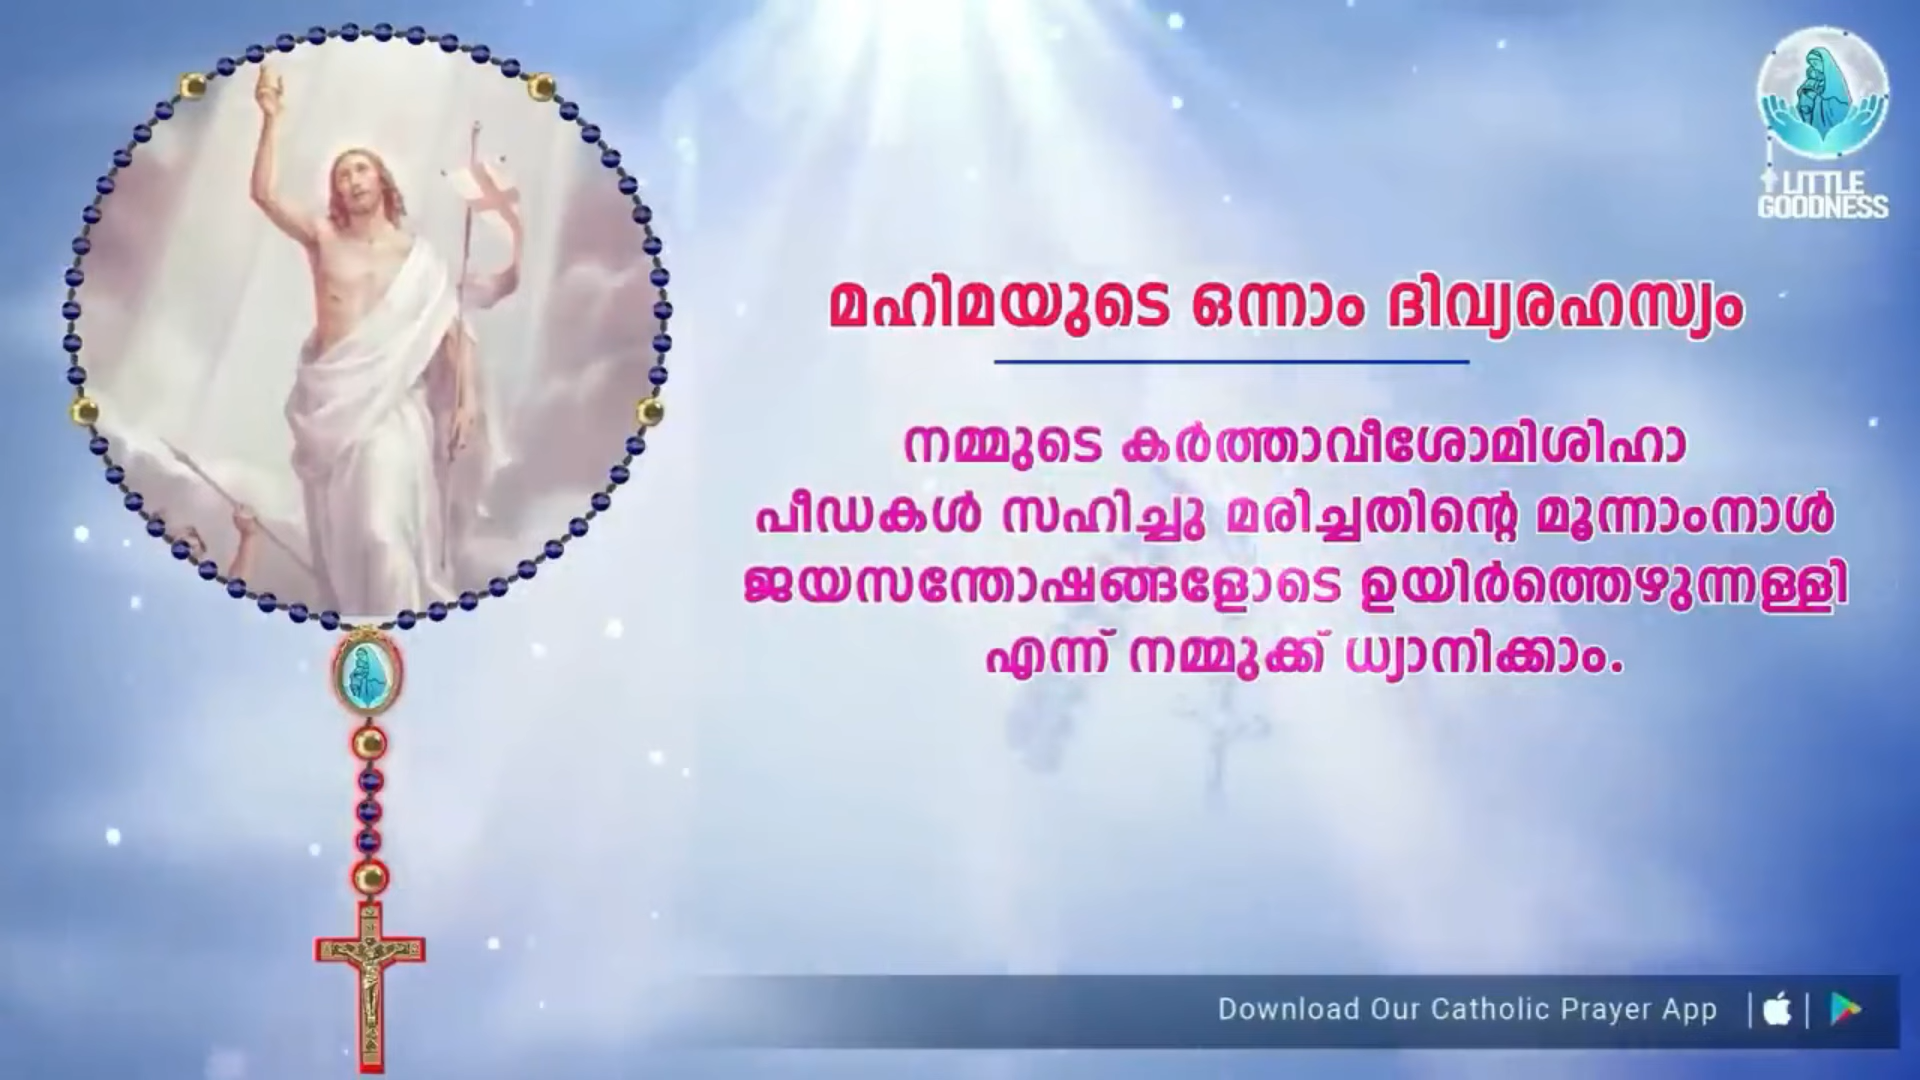 LITTLE
GOODNESS
മഹിമയുടെ ഒന്നാം ദിവ്യരഹസ്യം
നമ്മുടെ കർത്താവീശോമിശിഹാ
പീഡകൾ സഹിച്ചു മരിച്ചതിന്റെ മൂന്നാംനാൾ
ജയസന്തോഷങ്ങളോടെ ഉയിർത്തെഴുന്നള്ളി
എന്ന് നമ്മുക്ക് ധ്യാനിക്കാം.
Download Our Catholic Prayer App